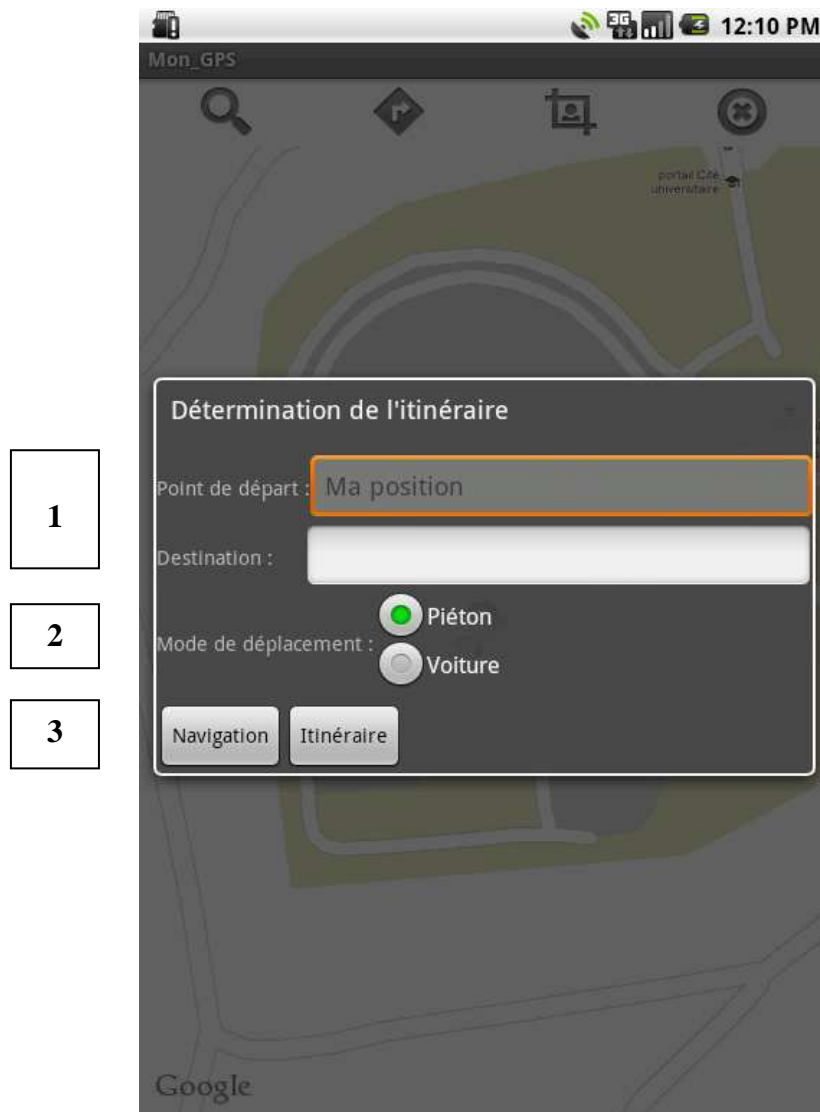 3G 12:10 PM
Mon_GPS
portail Cité
universitaire
Détermination de l'itinéraire
1
Point de départ : Ma position
Destination :
2
Mode de déplacement :
Piéton
Voiture
3
Navigation Itinéraire
Google